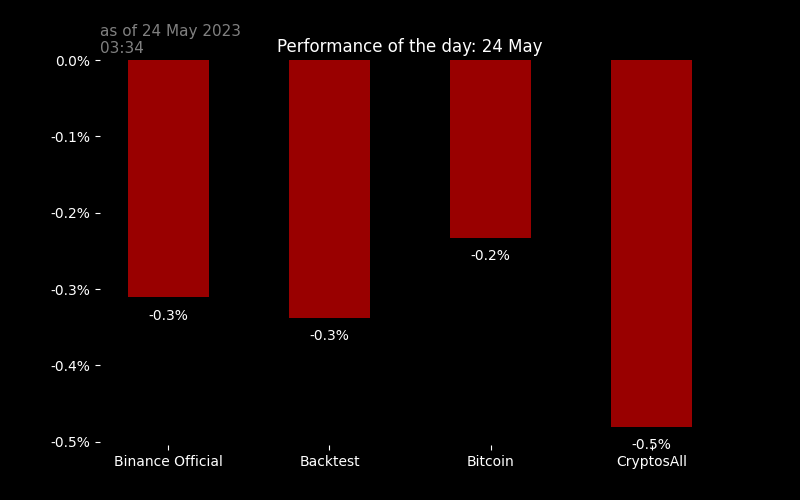 as of 24 May 2023
03:34
Performance of the day: 24 May
0.0%
-0.1%
-0.2%
-0.3%
-0.4%
-0.5%
-0.3%
-0.3%
-0.2%
-0.5%
Binance Official
Backtest
Bitcoin
CryptosAll